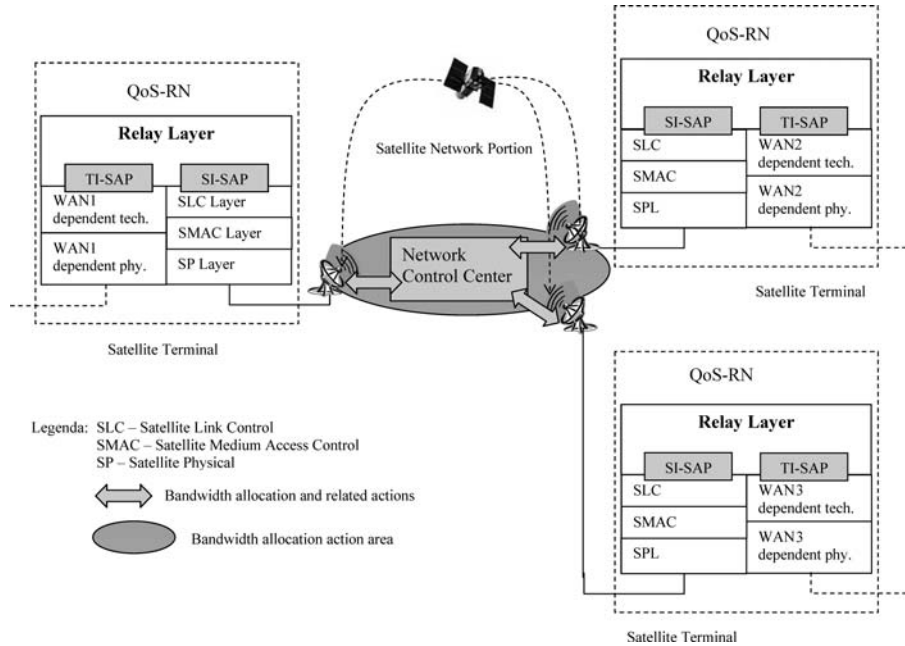 QoS-RN
Relay Layer
TI-SAP
SI-SAP
WAN1
dependent tech.
WAN1
dependent phy.
SLC Layer
SMAC Layer
SP Layer
Satellite Terminal
Satellite Network Portion
Network
Control Center
QoS-RN
Relay Layer
SI-SAP
TI-SAP
SLC
SMAC
SPL
WAN2
dependent tech.
WAN2
dependent phy.
Satellite Terminal
QoS-RN
Relay Layer
SI-SAP
TI-SAP
SLC
SMAC
SPL
WAN3
dependent tech.
WAN3
dependent phy.
Satellite Terminal
Legenda: SLC – Satellite Link Control
SMAC – Satellite Medium Access Control
SP – Satellite Physical
Bandwidth allocation and related actions
Bandwidth allocation action area